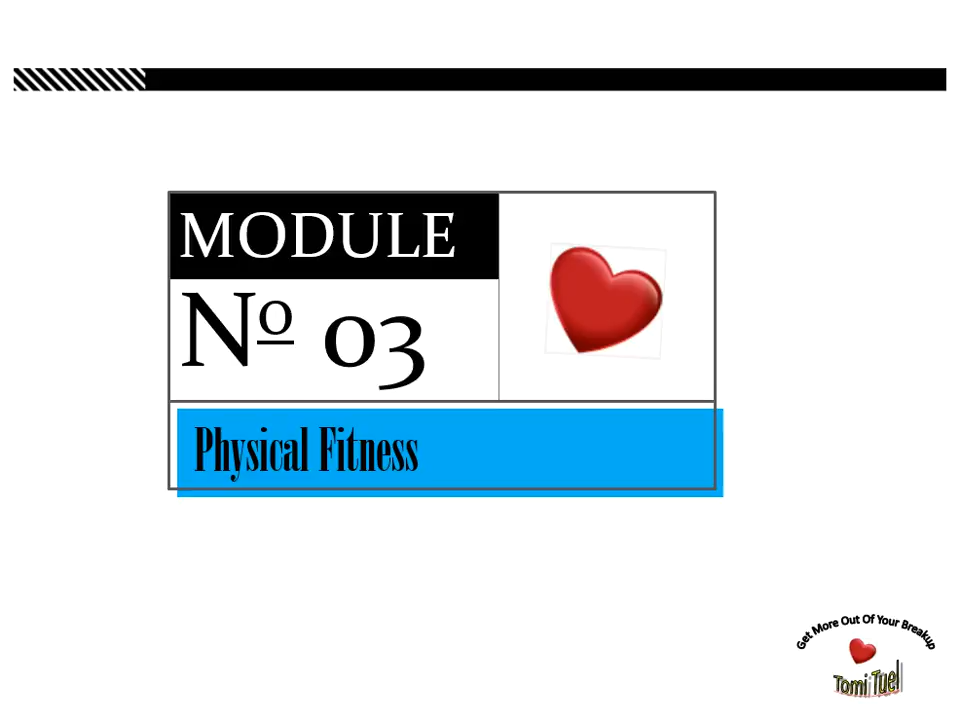 MODULE
Nº 03
Physical Fitness
Get More Out Of Your Breakup
Tomi Tuel